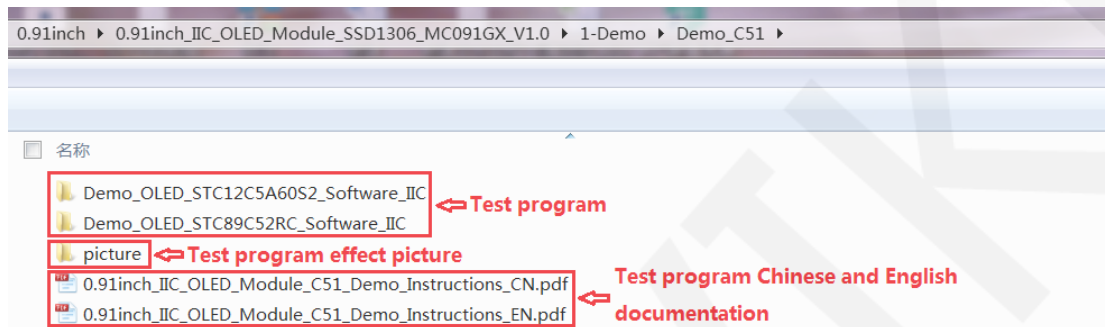 0.91inch ▸ 0.91inch_IIC_OLED_Module_SSD1306_MC091GX_V1.0 ▸ 1-Demo ▸ Demo_C51 ▸
名称
Demo_OLED_STC12C5A60S2_Software_IIC
Test program
Demo_OLED_STC89C52RC_Software_IIC
picture Test program effect picture
0.91inch_IIC_OLED_Module_C51_Demo_Instructions_CN.pdf
0.91inch_IIC_OLED_Module_C51_Demo_Instructions_EN.pdf
Test program Chinese and English
documentation